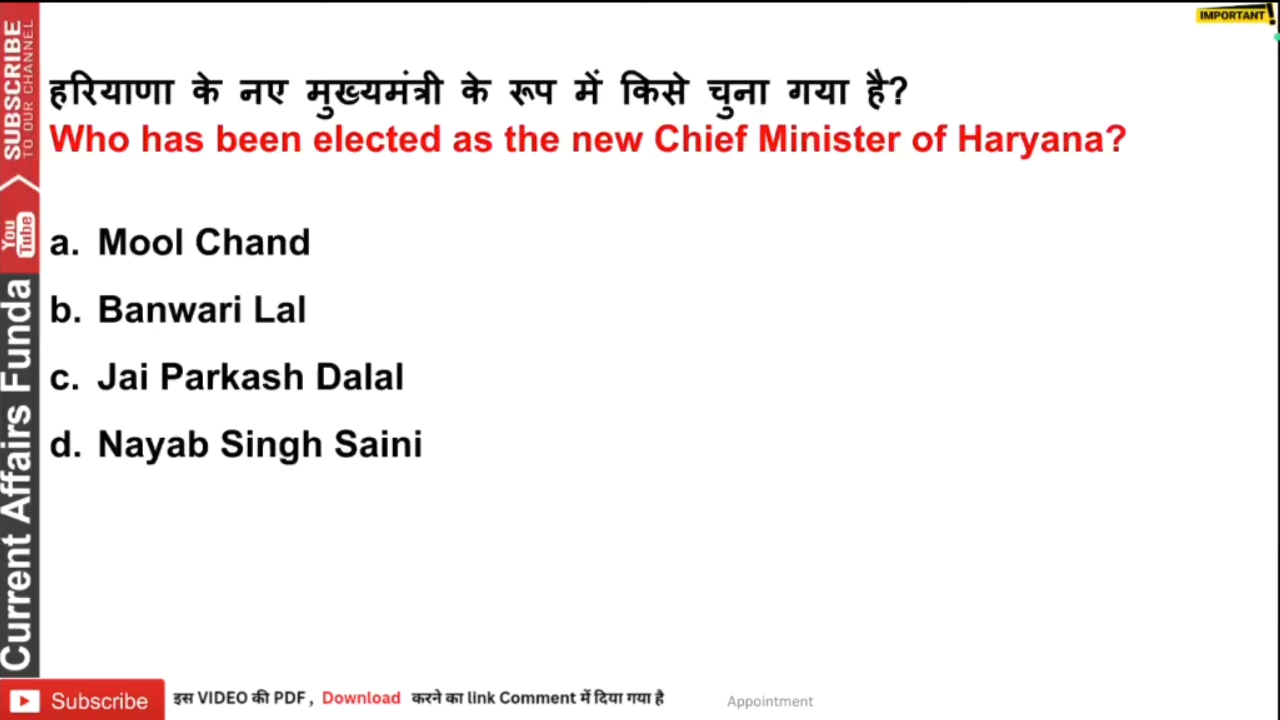 IMPORTANT!
हरियाणा के नए मुख्यमंत्री के रूप में किसे चुना गया है?
Who has been elected as the new Chief Minister of Haryana?
a. Mool Chand
b. Banwari Lal
c. Jai Parkash Dalal
d. Nayab Singh Saini
SUBSCRIBE
TO OUR CHANNEL
You Tube
Current Affairs Funda
Subscribe
इस VIDEO की PDF , Download करने का link Comment में दिया गया है
Appointment